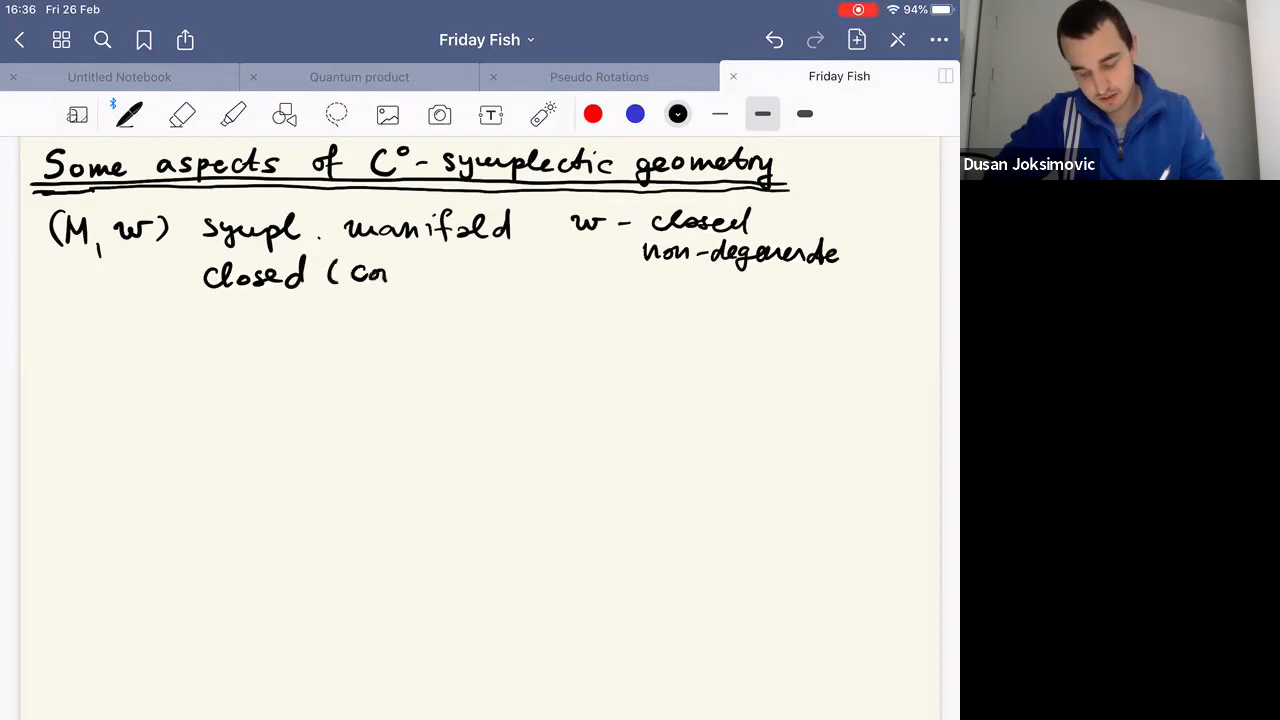 16:36 Fri 26 Feb 94%
Friday Fish
Untitled Notebook Quantum product Pseudo Rotations Friday Fish
T
Dusan Joksimovic
Some aspects of C° - symplectic geometry
(M, ω) sympl. manifold ω - closed
non-degenerate
closed ( co